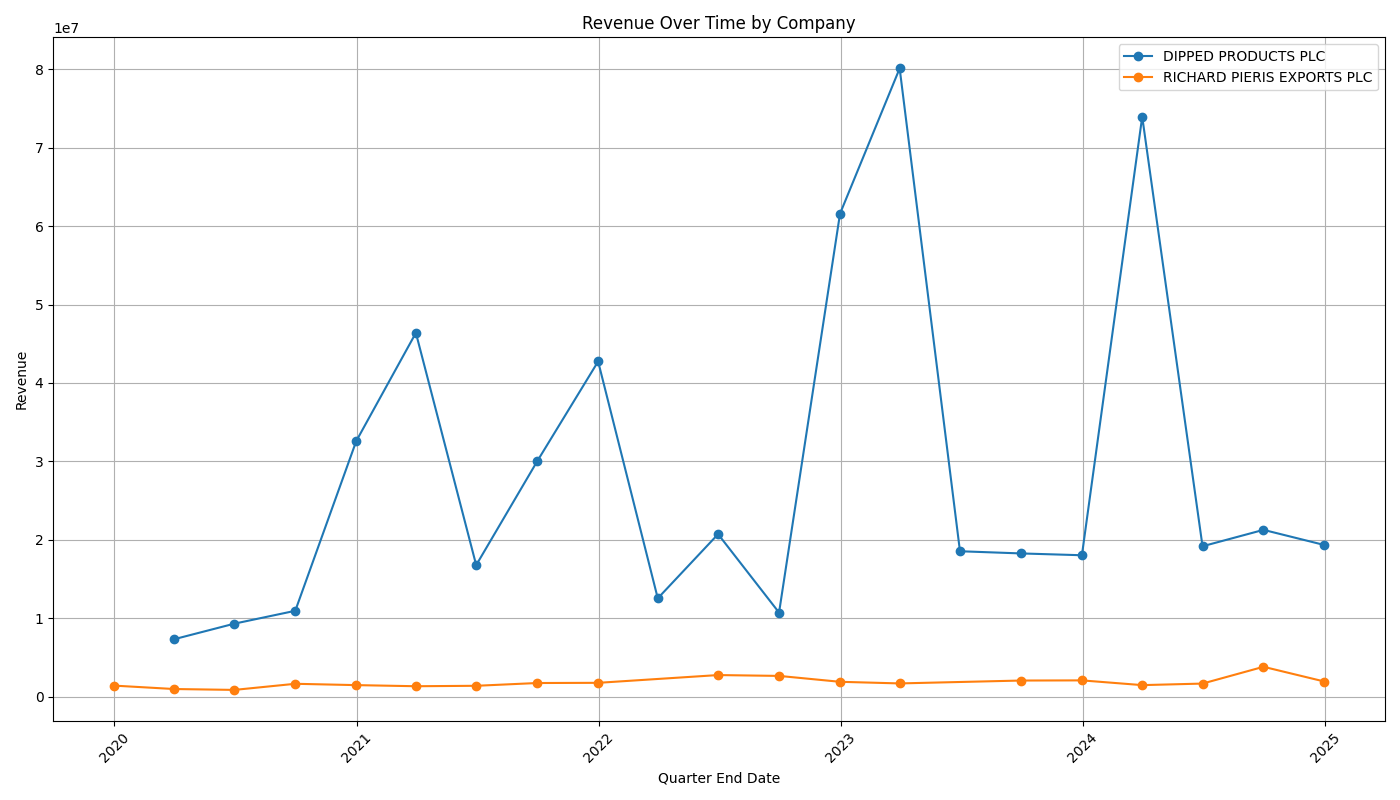 Revenue Over Time by Company
1e7
DIPPED PRODUCTS PLC
RICHARD PIERIS EXPORTS PLC
8
7
6
5
4
3
2
1
0
Revenue
2020
2021
2022
2023
2024
2025
Quarter End Date